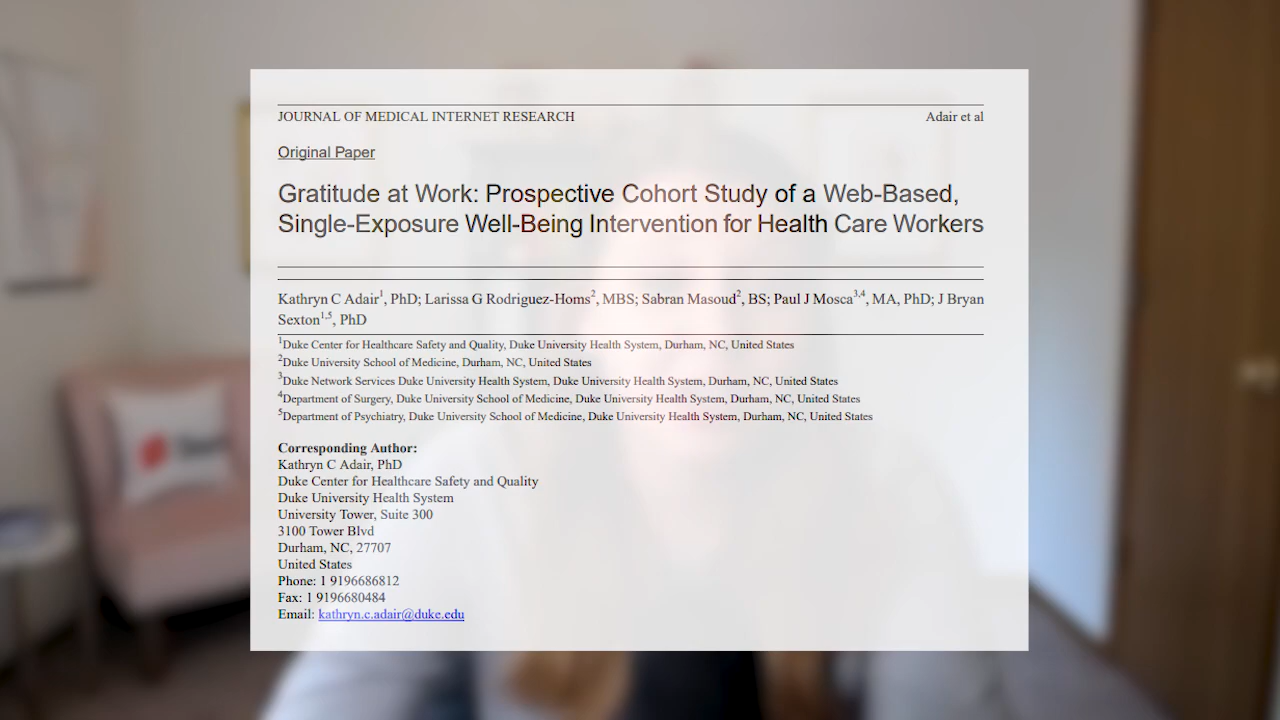 JOURNAL OF MEDICAL INTERNET RESEARCH Adair et al
Original Paper
Gratitude at Work: Prospective Cohort Study of a Web-Based,
Single-Exposure Well-Being Intervention for Health Care Workers
Kathryn C Adair1, PhD; Larissa G Rodriguez-Homs2, MBS; Sabran Masoud2, BS; Paul J Mosca3,4, MA, PhD; J Bryan
Sexton1,5, PhD
1Duke Center for Healthcare Safety and Quality, Duke University Health System, Durham, NC, United States
2Duke University School of Medicine, Durham, NC, United States
3Duke Network Services Duke University Health System, Duke University Health System, Durham, NC, United States
4Department of Surgery, Duke University School of Medicine, Duke University Health System, Durham, NC, United States
5Department of Psychiatry, Duke University School of Medicine, Duke University Health System, Durham, NC, United States
Corresponding Author:
Kathryn C Adair, PhD
Duke Center for Healthcare Safety and Quality
Duke University Health System
University Tower, Suite 300
3100 Tower Blvd
Durham, NC, 27707
United States
Phone: 1 9196686812
Fax: 1 9196680484
Email: kathryn.c.adair@duke.edu